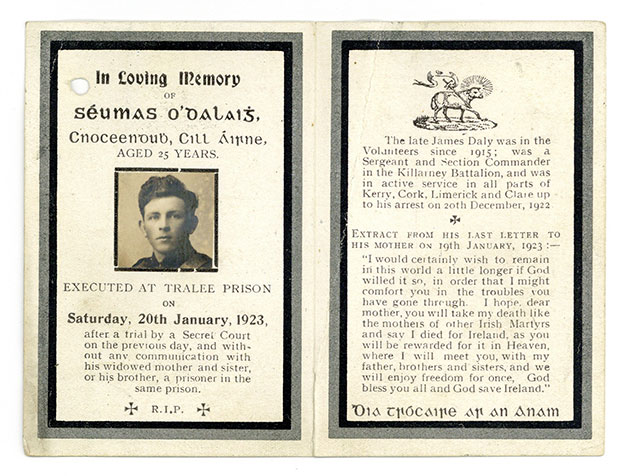 In Loving Memory
OF
Séumas O'Dalaiġ,
Cnoceendub, Cill Áirne,
AGED 25 YEARS.
EXECUTED AT TRALEE PRISON
ON
Saturday, 20th January, 1923,
after a trial by a Secret Court
on the previous day, and with-
out any communication with
his widowed mother and sister,
or his brother, a prisoner in the
same prison.
✠ R.I.P. ✠
The late James Daly was in the
Volunteers since 1915; was a
Sergeant and Section Commander
in the Killarney Battalion, and was
in active service in all parts of
Kerry, Cork, Limerick and Clare up
to his arrest on 20th December, 1922
✠
EXTRACT FROM HIS LAST LETTER TO
HIS MOTHER ON 19TH JANUARY, 1923 :—
"I would certainly wish to remain
in this world a little longer if God
willed it so, in order that I might
comfort you in the troubles you
have gone through. I hope, dear
mother, you will take my death like
the mothers of other Irish Martyrs
and say I died for Ireland, as you
will be rewarded for it in Heaven,
where I will meet you, with my
father, brothers and sisters, and we
will enjoy freedom for once, God
bless you all and God save Ireland."
Dia trócaire ar an Anam